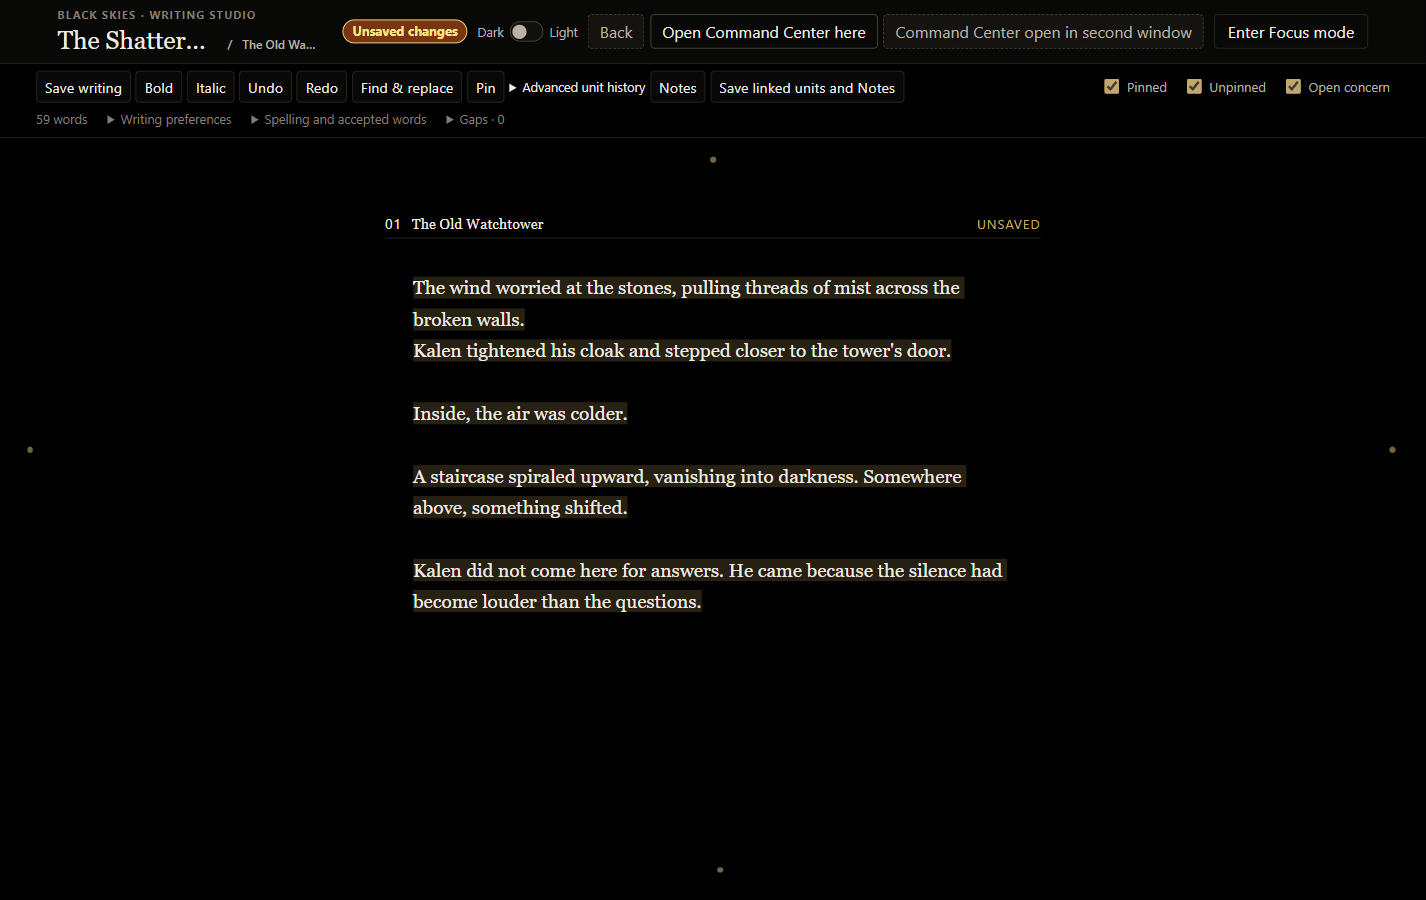 BLACK SKIES · WRITING STUDIO
The Shatter... / The Old Wa...
Unsaved changes
Dark Light
Back
Open Command Center here
Command Center open in second window
Enter Focus mode
Save writing
Bold
Italic
Undo
Redo
Find & replace
Pin
▶ Advanced unit history
Notes
Save linked units and Notes
Pinned
Unpinned
Open concern
59 words
▶ Writing preferences
▶ Spelling and accepted words
▶ Gaps · 0
01 The Old Watchtower
UNSAVED
The wind worried at the stones, pulling threads of mist across the
broken walls.
Kalen tightened his cloak and stepped closer to the tower's door.
Inside, the air was colder.
A staircase spiraled upward, vanishing into darkness. Somewhere
above, something shifted.
Kalen did not come here for answers. He came because the silence had
become louder than the questions.